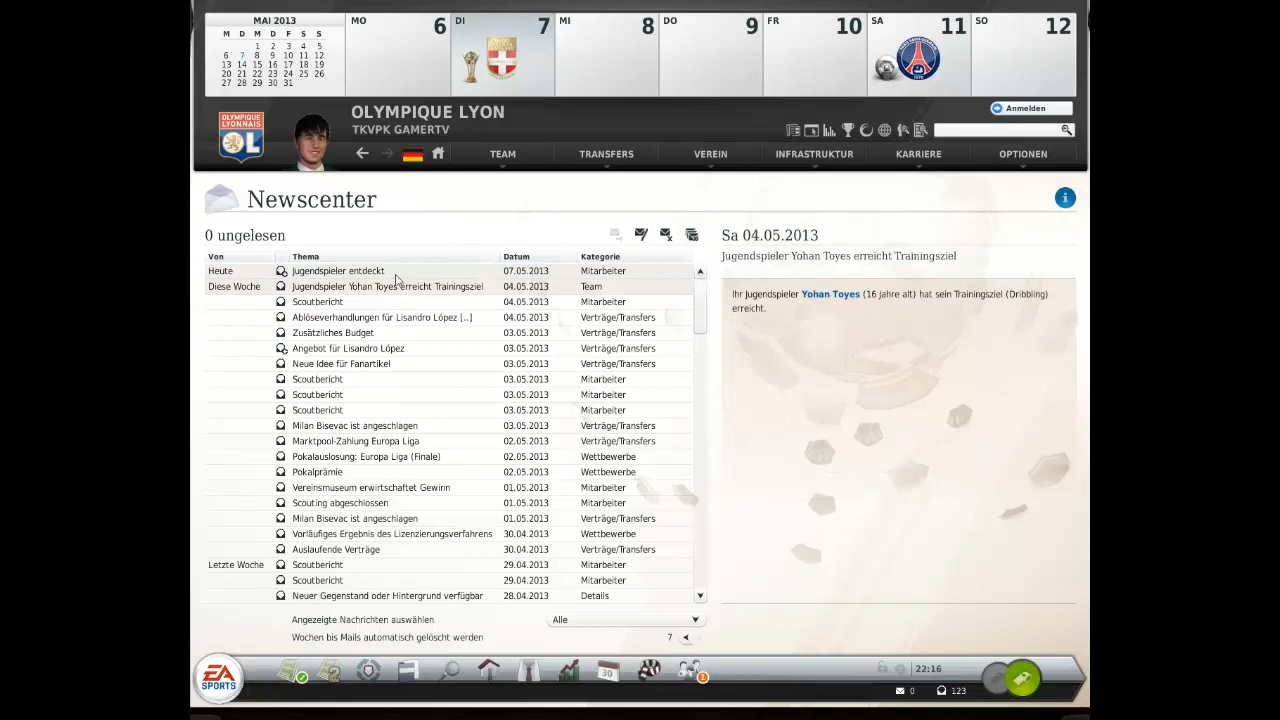 MAI 2013
M D M F S S
1 2 3 4 5
6 7 8 9 10 11 12
13 14 15 16 17 18 19
20 21 22 23 24 25 26
27 28 29 30 31
MO 6
DI 7
MI 8
DO 9
FR 10
SA 11
SO 12
OLYMPIQUE LYON
TKVPK GAMERTV
Anmelden
OLYMPIQUE
LYONNAIS
OL
TEAM TRANSFERS VEREIN INFRASTRUKTUR KARRIERE OPTIONEN
Newscenter
0 ungelesen
Von Thema Datum Kategorie
Heute Jugendspieler entdeckt 07.05.2013 Mitarbeiter
Diese Woche Jugendspieler Yohan Toyes erreicht Trainingsziel 04.05.2013 Team
Scoutbericht 04.05.2013 Mitarbeiter
Ablöseverhandlungen für Lisandro López [..] 04.05.2013 Verträge/Transfers
Zusätzliches Budget 03.05.2013 Verträge/Transfers
Angebot für Lisandro López 03.05.2013 Verträge/Transfers
Neue Idee für Fanartikel 03.05.2013 Verträge/Transfers
Scoutbericht 03.05.2013 Mitarbeiter
Scoutbericht 03.05.2013 Mitarbeiter
Scoutbericht 03.05.2013 Mitarbeiter
Milan Bisevac ist angeschlagen 03.05.2013 Verträge/Transfers
Marktpool-Zahlung Europa Liga 02.05.2013 Verträge/Transfers
Pokalauslosung: Europa Liga (Finale) 02.05.2013 Wettbewerbe
Pokalprämie 02.05.2013 Wettbewerbe
Vereinsmuseum erwirtschaftet Gewinn 01.05.2013 Mitarbeiter
Scouting abgeschlossen 01.05.2013 Mitarbeiter
Milan Bisevac ist angeschlagen 01.05.2013 Verträge/Transfers
Vorläufiges Ergebnis des Lizenzierungsverfahrens 30.04.2013 Wettbewerbe
Auslaufende Verträge 30.04.2013 Verträge/Transfers
Letzte Woche Scoutbericht 29.04.2013 Mitarbeiter
Scoutbericht 29.04.2013 Mitarbeiter
Neuer Gegenstand oder Hintergrund verfügbar 28.04.2013 Details
Angezeigte Nachrichten auswählen Alle
Wochen bis Mails automatisch gelöscht werden 7
Sa 04.05.2013
Jugendspieler Yohan Toyes erreicht Trainingsziel
Ihr Jugendspieler Yohan Toyes (16 Jahre alt) hat sein Trainingsziel (Dribbling)
erreicht.
EA
SPORTS
30
1
22:16
0 123